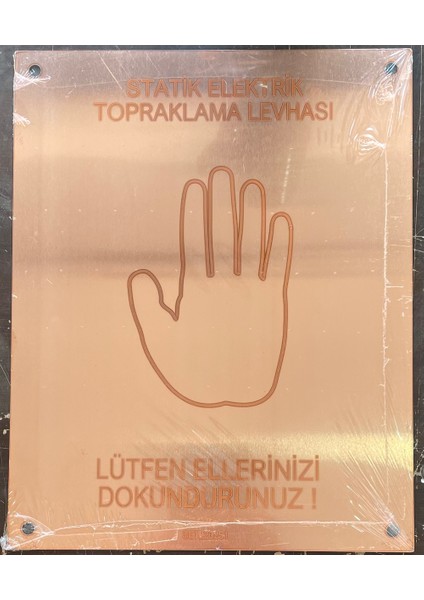 STATİK ELEKTRİK
TOPRAKLAMA LEVHASI
LÜTFEN ELLERİNİZİ
DOKUNDURUNUZ !